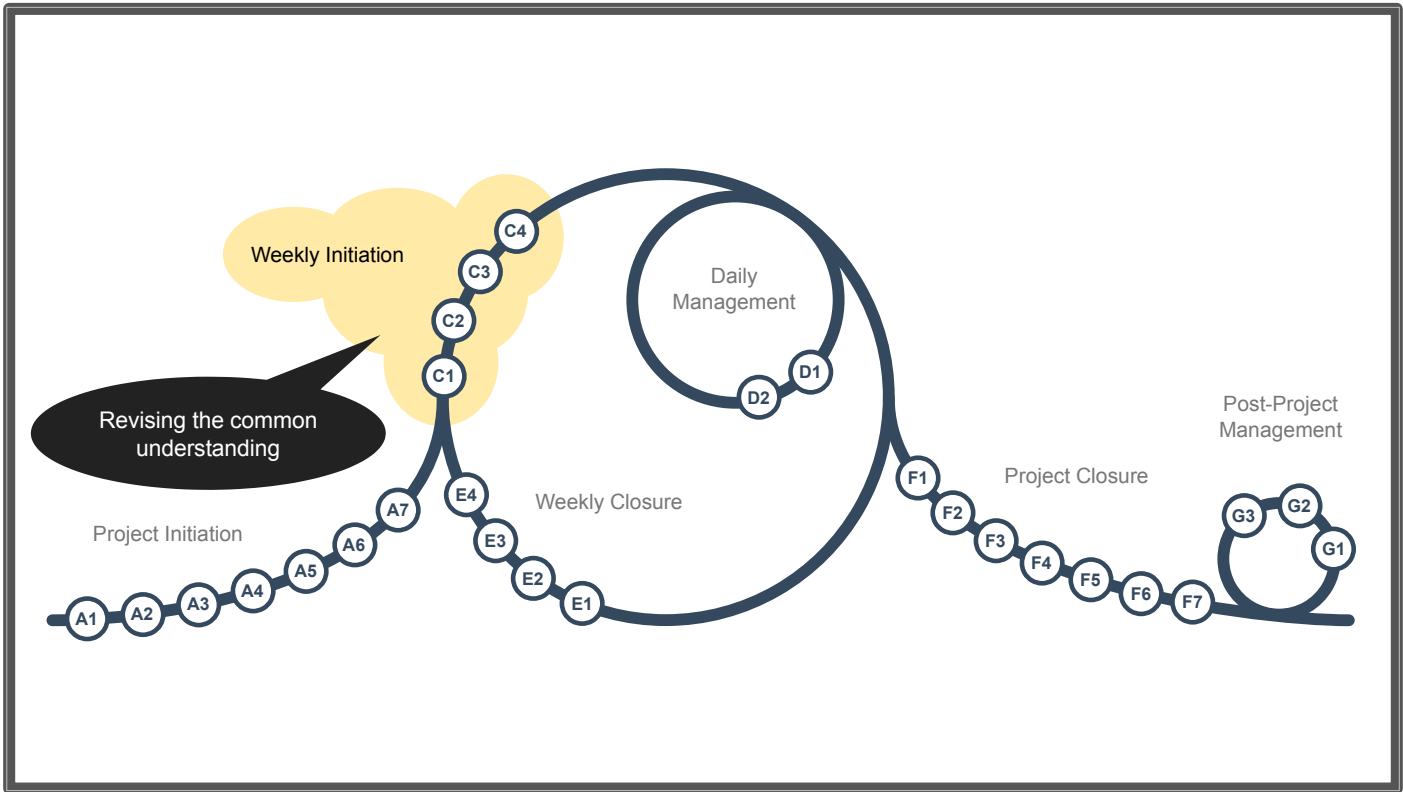 C4
Weekly Initiation
C3
Daily
Management
C2
C1
D1
D2
Revising the common
understanding
Post-Project
Management
F1
Project Closure
E4
Weekly Closure
A7
F2
G3
G2
Project Initiation
A6
E3
F3
G1
A5
E2
F4
A4
F5
A3
E1
F6
A2
F7
A1